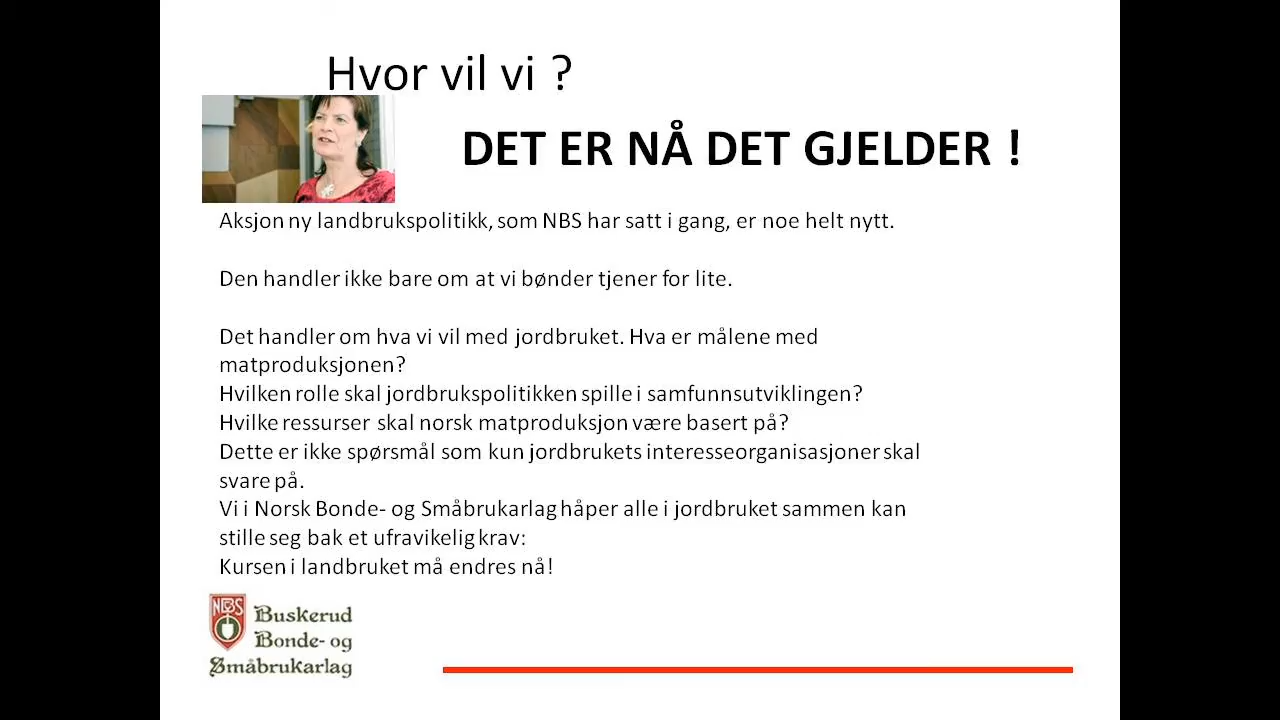 Hvor vil vi ?
DET ER NÅ DET GJELDER !
Aksjon ny landbrukspolitikk, som NBS har satt i gang, er noe helt nytt.
Den handler ikke bare om at vi bønder tjener for lite.
Det handler om hva vi vil med jordbruket. Hva er målene med
matproduksjonen?
Hvilken rolle skal jordbrukspolitikken spille i samfunnsutviklingen?
Hvilke ressurser skal norsk matproduksjon være basert på?
Dette er ikke spørsmål som kun jordbrukets interesseorganisasjoner skal
svare på.
Vi i Norsk Bonde- og Småbrukarlag håper alle i jordbruket sammen kan
stille seg bak et ufravikelig krav:
Kursen i landbruket må endres nå!
NBS
Buskerud
Bonde- og
Småbrukarlag